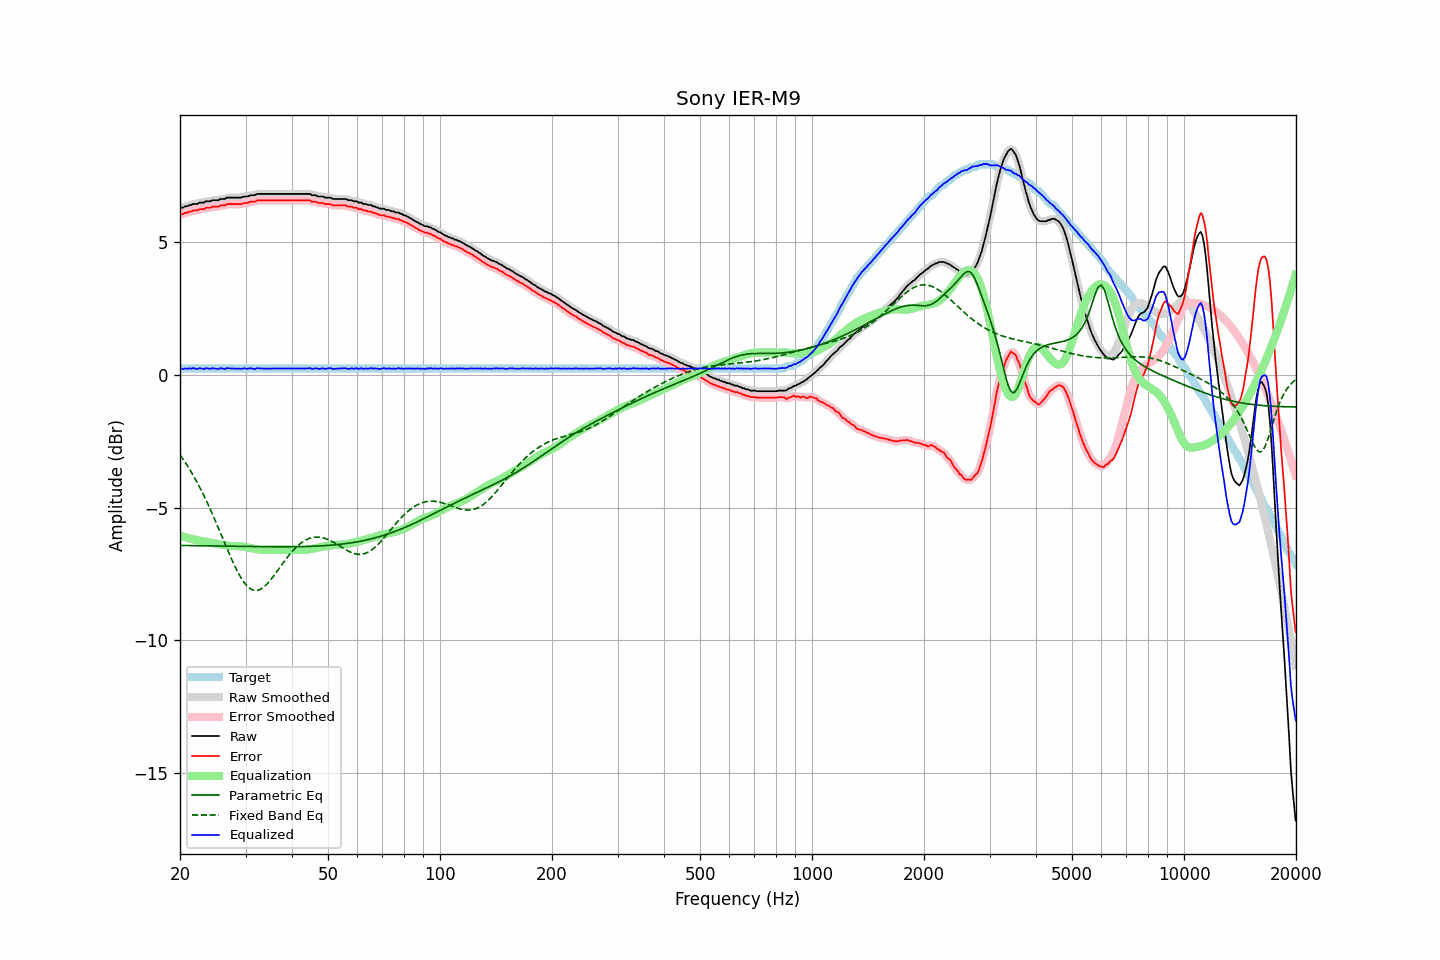 Sony IER-M9
Amplitude (dBr)
5
0
−5
−10
−15
Target
Raw Smoothed
Error Smoothed
Raw
Error
Equalization
Parametric Eq
Fixed Band Eq
Equalized
20 50 100 200 500 1000 2000 5000 10000 20000
Frequency (Hz)